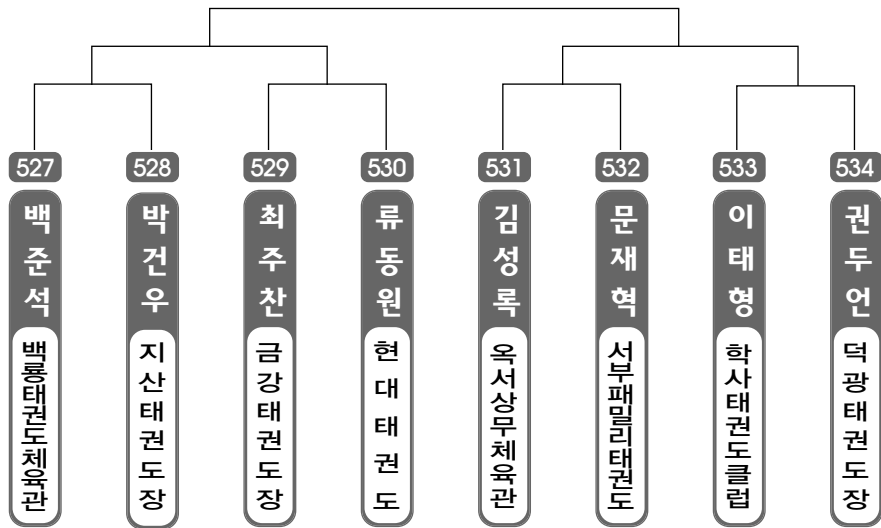 527
백준석
백룡태권도체육관
528
박건우
지산태권도장
529
최주찬
금강태권도장
530
류동원
현대태권도
531
김성록
옥서상무체육관
532
문재혁
서부패밀리태권도
533
이태형
학사태권도클럽
534
권두언
덕광태권도장